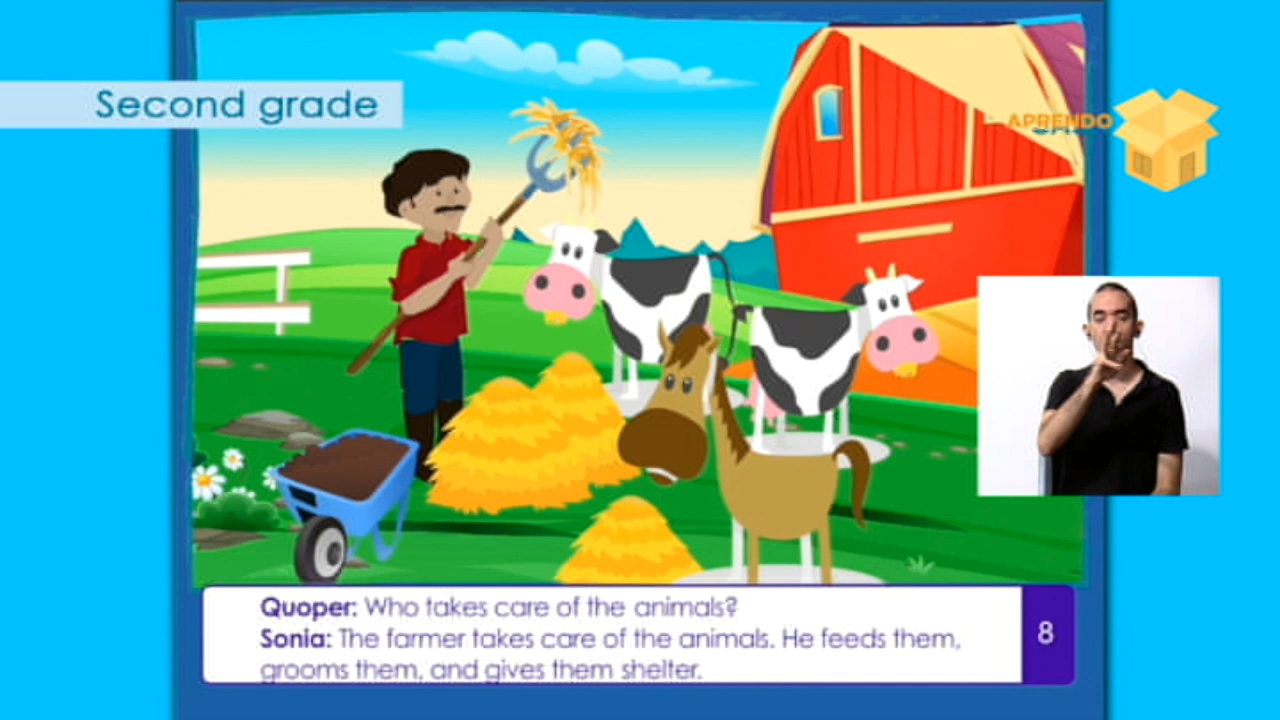 Second grade
APRENDO
Quoper: Who takes care of the animals?
Sonia: The farmer takes care of the animals. He feeds them,
grooms them, and gives them shelter.
8